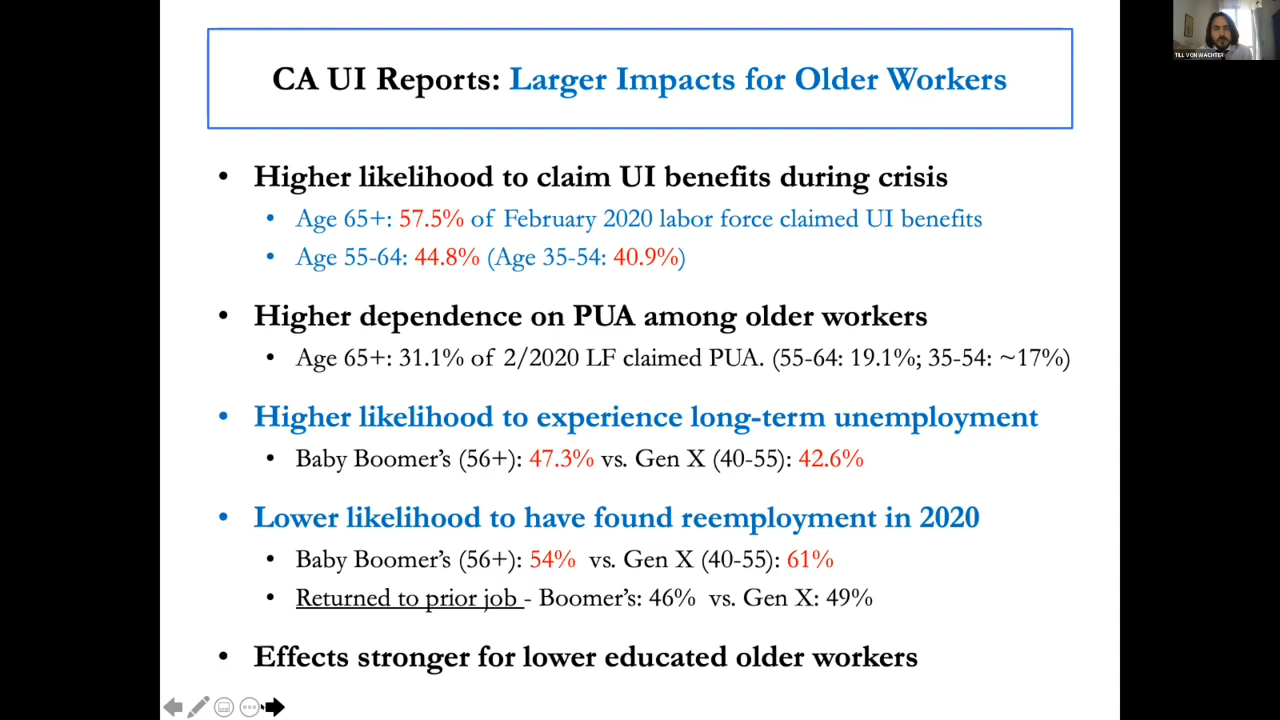 CA UI Reports: Larger Impacts for Older Workers
TILL VON WACHTER
• Higher likelihood to claim UI benefits during crisis
• Age 65+: 57.5% of February 2020 labor force claimed UI benefits
• Age 55-64: 44.8% (Age 35-54: 40.9%)
• Higher dependence on PUA among older workers
• Age 65+: 31.1% of 2/2020 LF claimed PUA. (55-64: 19.1%; 35-54: ~17%)
• Higher likelihood to experience long-term unemployment
• Baby Boomer’s (56+): 47.3% vs. Gen X (40-55): 42.6%
• Lower likelihood to have found reemployment in 2020
• Baby Boomer’s (56+): 54% vs. Gen X (40-55): 61%
• Returned to prior job - Boomer’s: 46% vs. Gen X: 49%
• Effects stronger for lower educated older workers